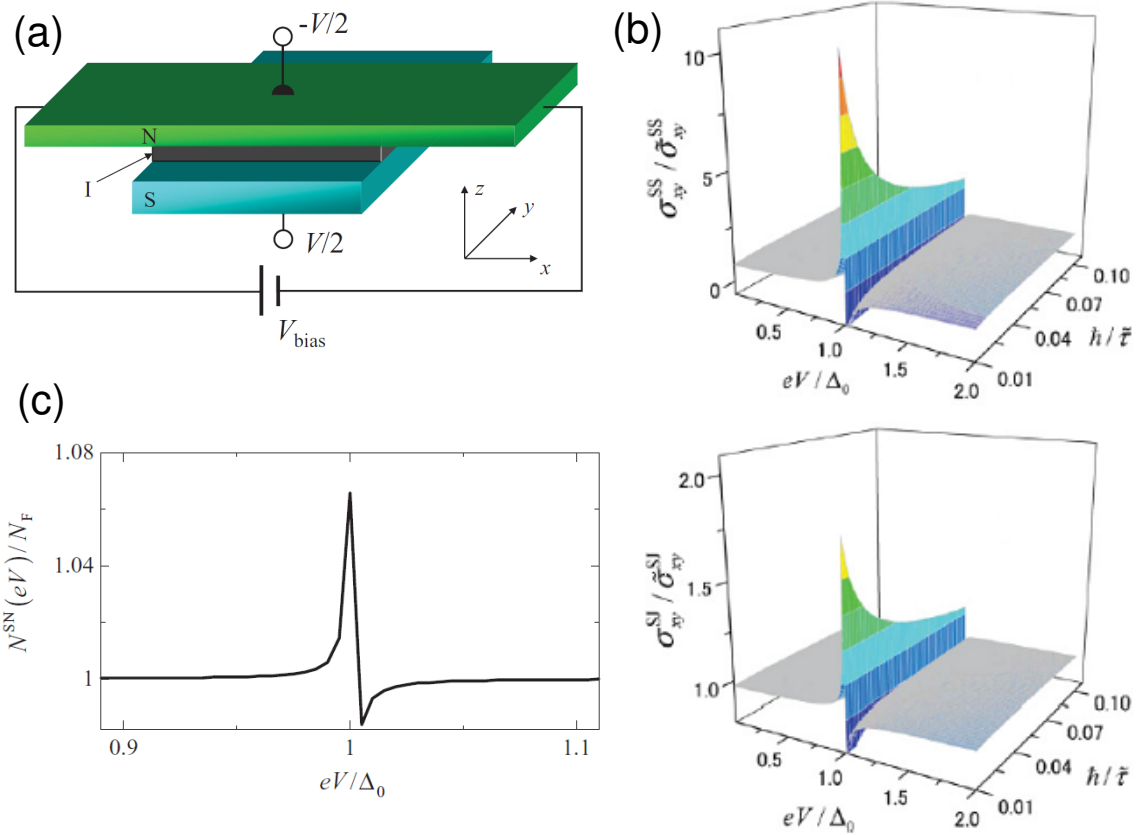 (a)
-V/2
N
I
S
V/2
z
y
x
V_bias
(b)
10
5
0
σ_xy^SS / σ̃_xy^SS
0.5
1.0
1.5
2.0
eV / Δ_0
0.10
0.07
0.04
0.01
ħ / τ̃
(c)
1.08
1.04
1
N^SN (eV) / N_F
0.9
1
1.1
eV / Δ_0
2.0
1.5
1.0
σ_xy^SJ / σ̃_xy^SJ
0.5
1.0
1.5
2.0
eV / Δ_0
0.10
0.07
0.04
0.01
ħ / τ̃